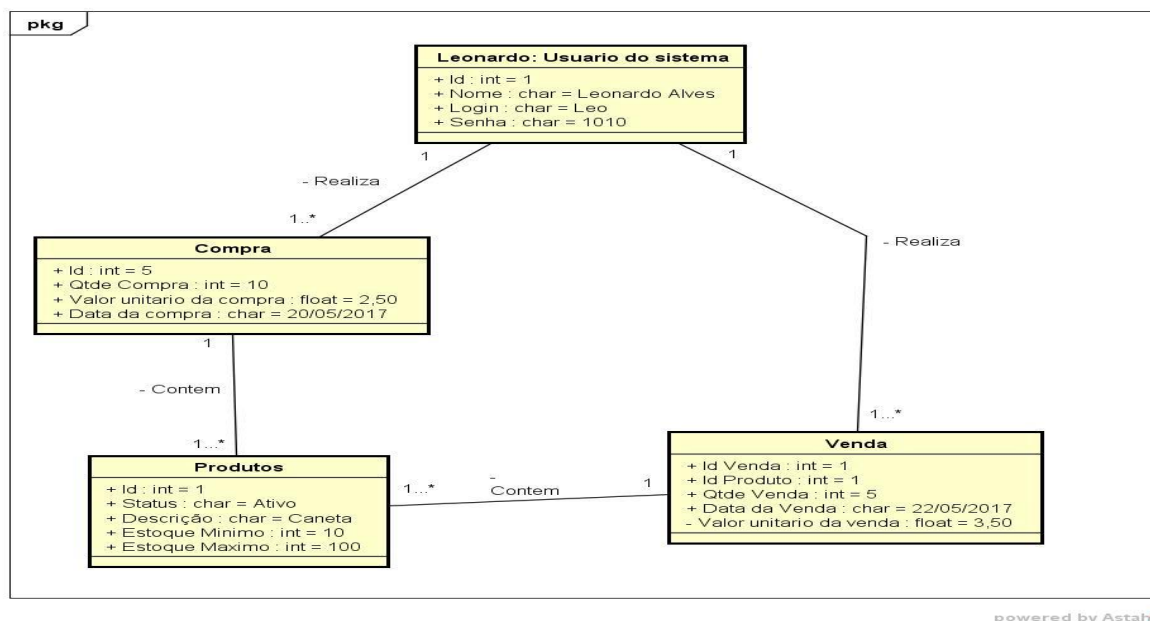 pkg
Leonardo: Usuario do sistema
+ Id : int = 1
+ Nome : char = Leonardo Alves
+ Login : char = Leo
+ Senha : char = 1010
1
1
- Realiza
1..*
- Realiza
Compra
+ Id : int = 5
+ Qtde Compra : int = 10
+ Valor unitario da compra : float = 2,50
+ Data da compra : char = 20/05/2017
1
- Contem
1...*
1...*
Produtos
+ Id : int = 1
+ Status : char = Ativo
+ Descrição : char = Caneta
+ Estoque Minimo : int = 10
+ Estoque Maximo : int = 100
1...*
-
Contem
1
Venda
+ Id Venda : int = 1
+ Id Produto : int = 1
+ Qtde Venda : int = 5
+ Data da Venda : char = 22/05/2017
- Valor unitario da venda : float = 3,50
powered by Astah